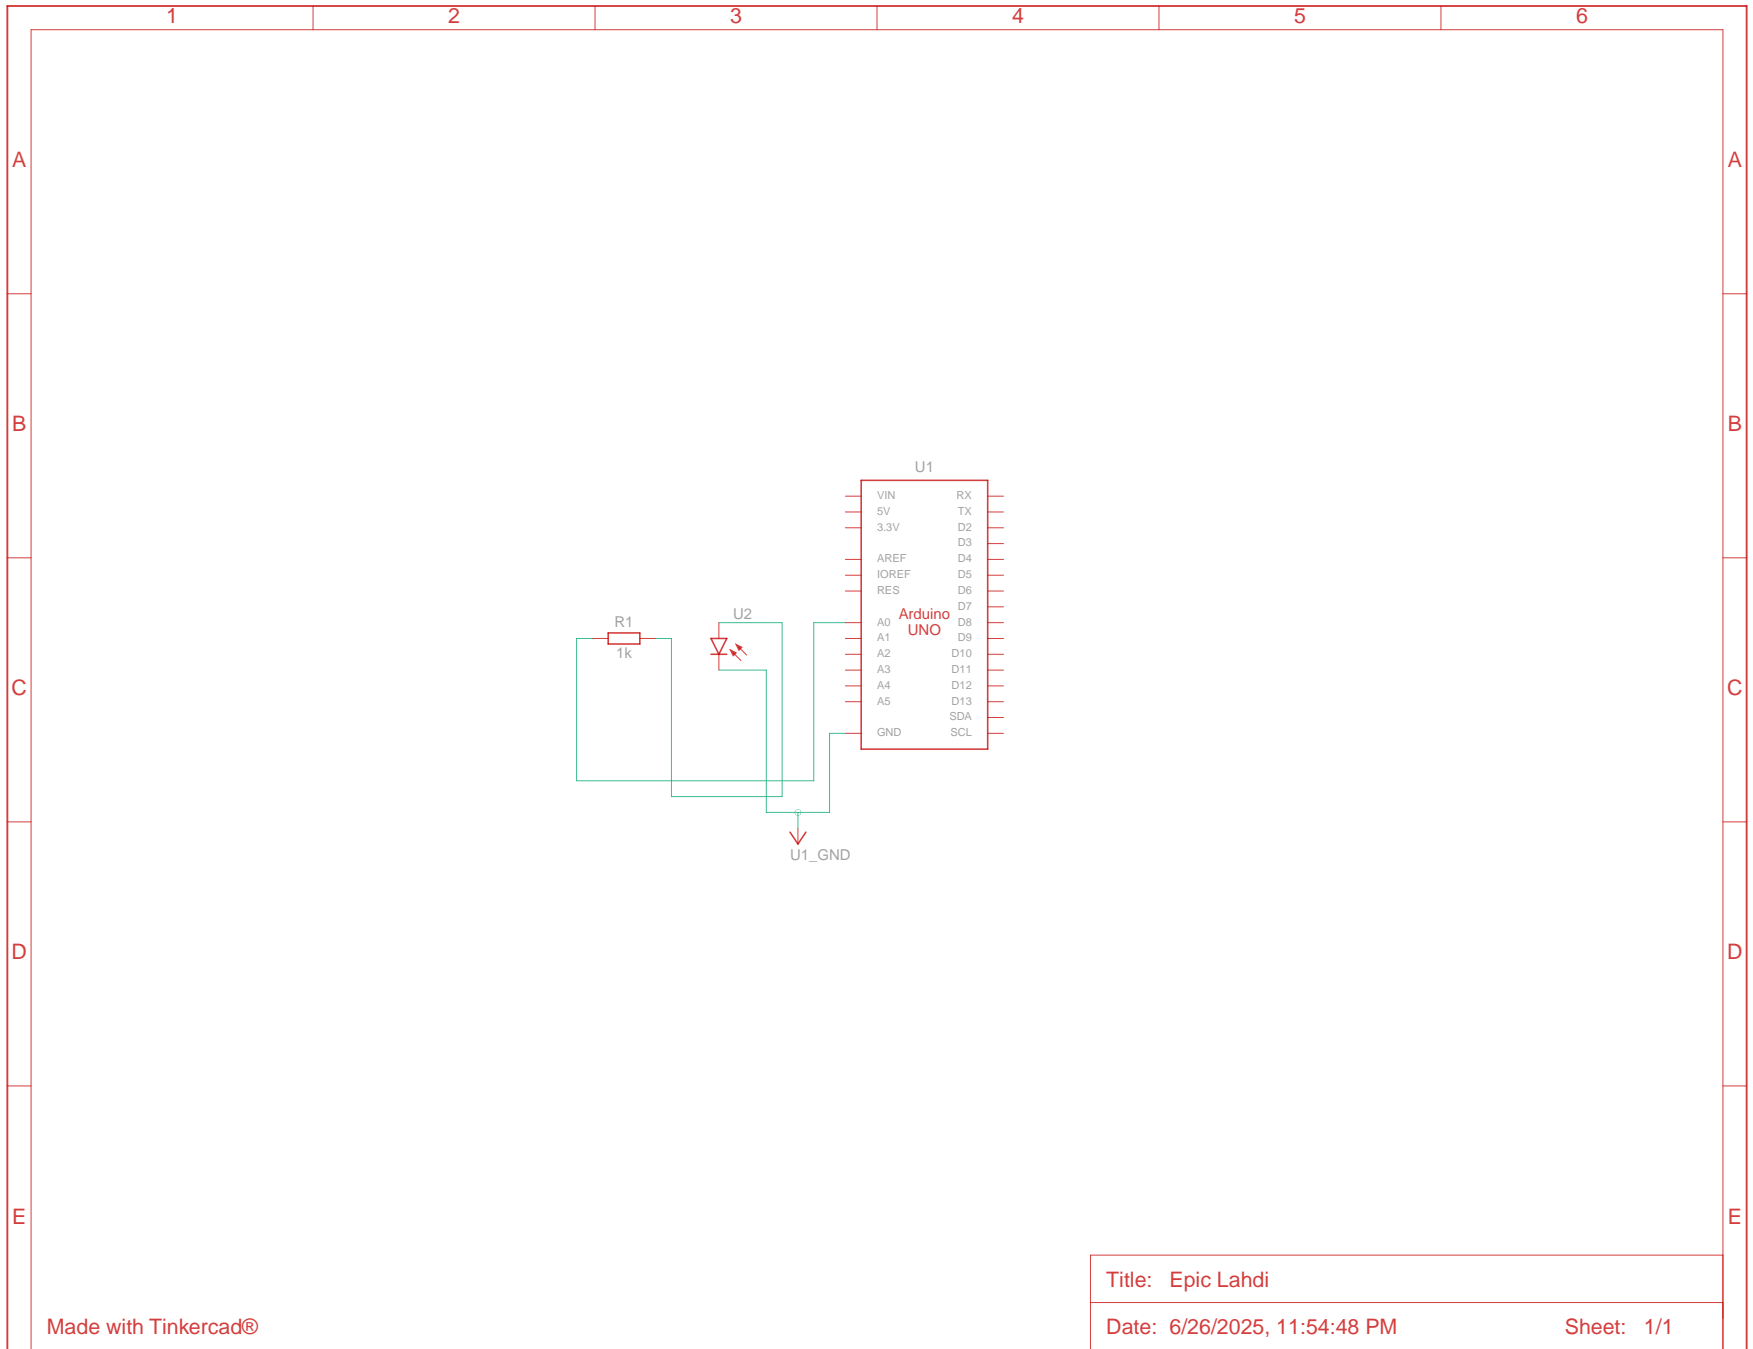 1 2 3 4 5 6
A A
B B
U1
VIN RX
5V TX
3.3V D2
D3
AREF D4
IOREF D5
RES D6
D7
Arduino
UNO
A0 D8
A1 D9
A2 D10
A3 D11
A4 D12
A5 D13
SDA
GND SCL
R1
1k
U2
C C
U1_GND
D D
E E
Title: Epic Lahdi
Made with Tinkercad®
Date: 6/26/2025, 11:54:48 PM Sheet: 1/1